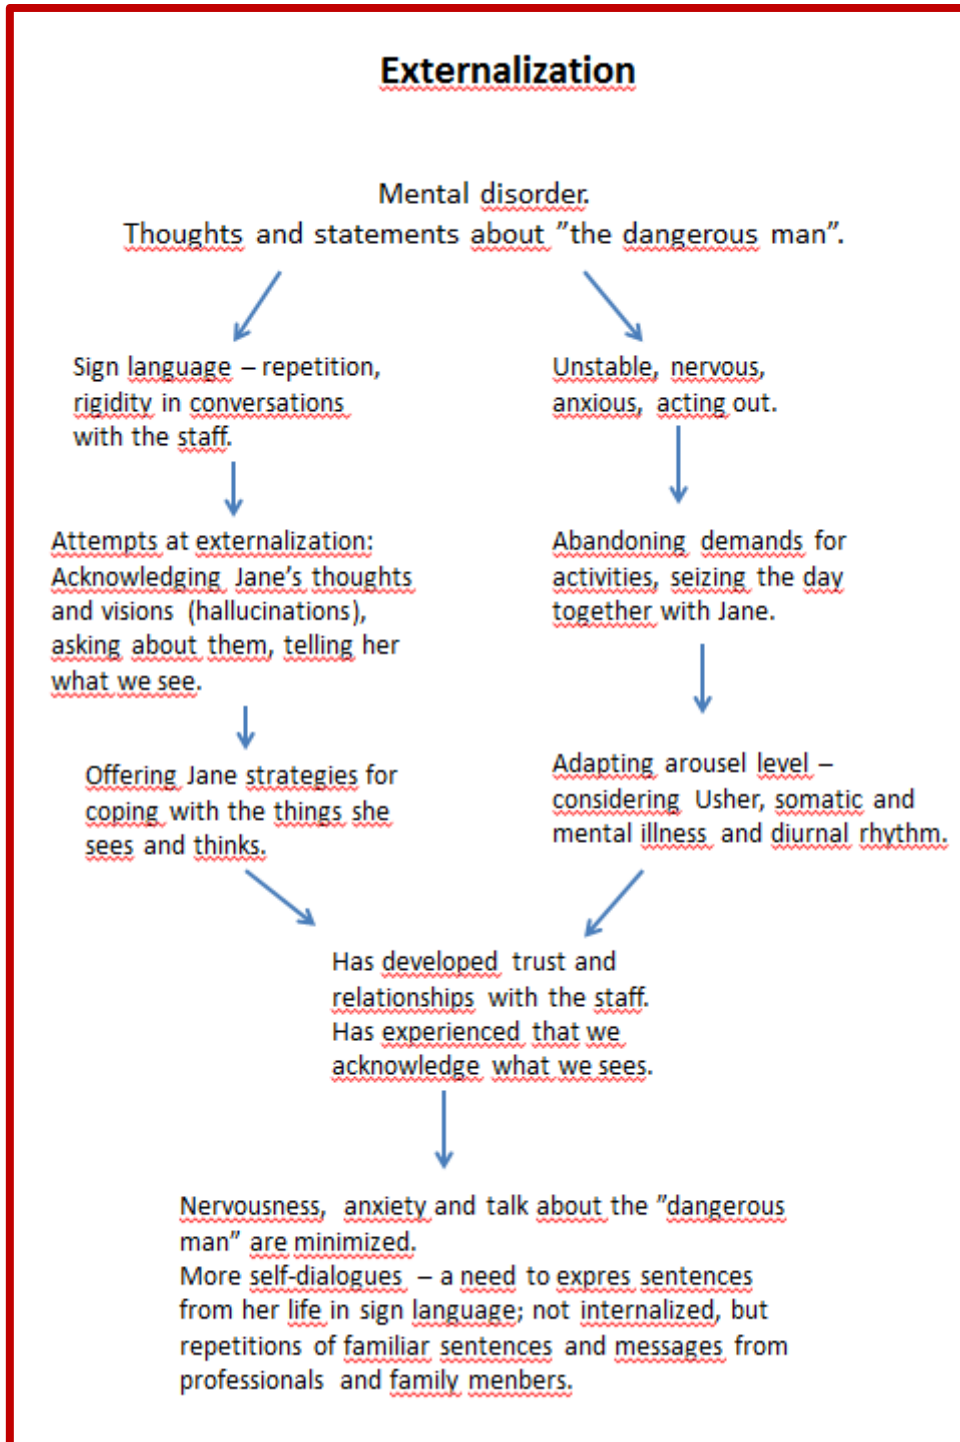 Externalization
Mental disorder.
Thoughts and statements about ”the dangerous man”.
Sign language – repetition,
rigidity in conversations
with the staff.
Attempts at externalization:
Acknowledging Jane’s thoughts
and visions (hallucinations),
asking about them, telling her
what we see.
Offering Jane strategies for
coping with the things she
sees and thinks.
Unstable, nervous,
anxious, acting out.
Abandoning demands for
activities, seizing the day
together with Jane.
Adapting arousel level –
considering Usher, somatic and
mental illness and diurnal rhythm.
Has developed trust and
relationships with the staff.
Has experienced that we
acknowledge what we sees.
Nervousness, anxiety and talk about the ”dangerous
man” are minimized.
More self-dialogues – a need to expres sentences
from her life in sign language; not internalized, but
repetitions of familiar sentences and messages from
professionals and family menbers.